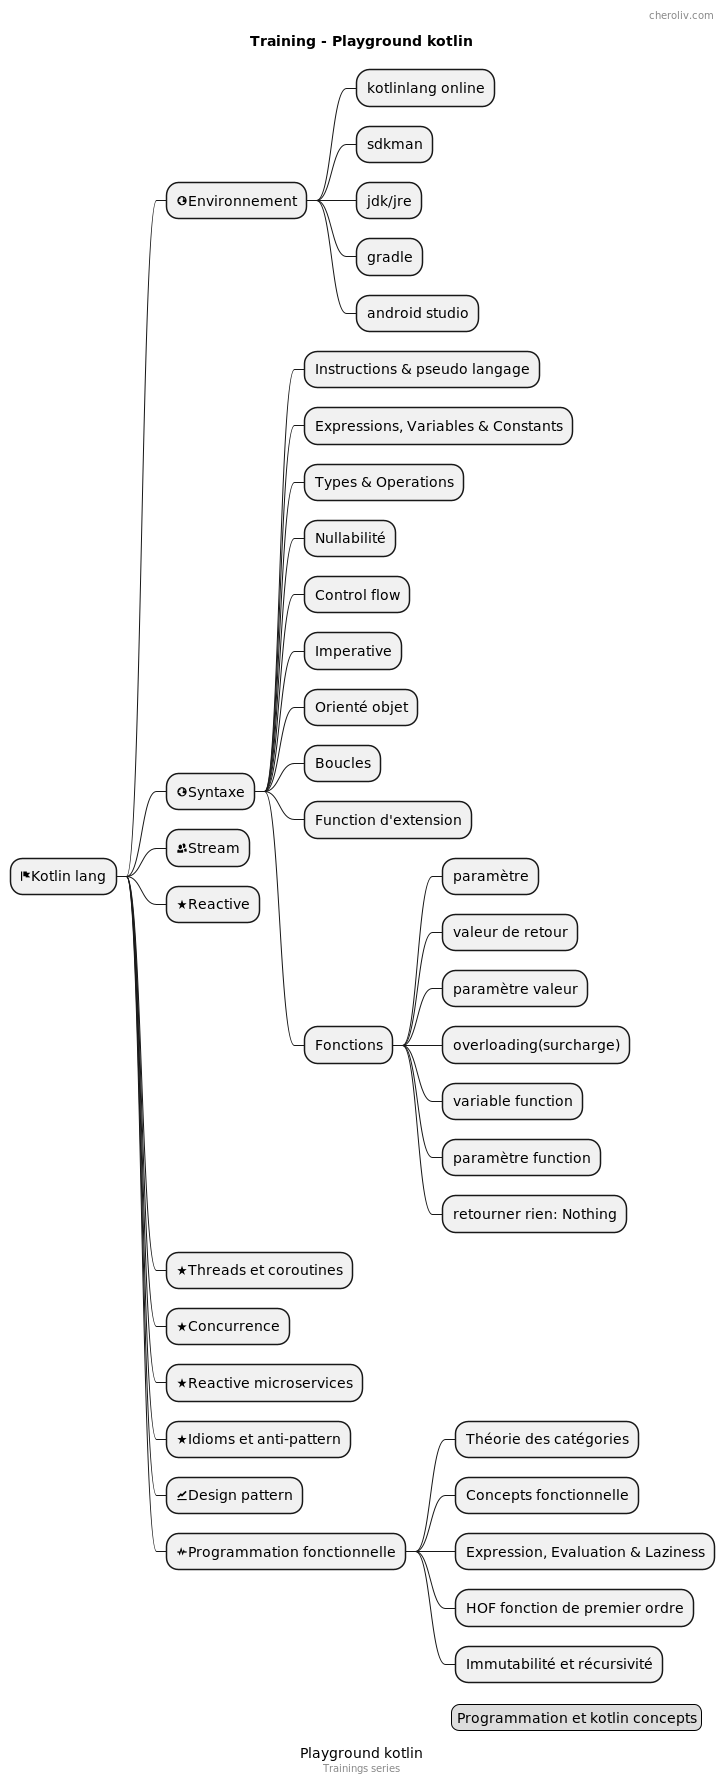 cheroliv.com
Training - Playground kotlin
kotlinlang online
sdkman
Environnement
jdk/jre
gradle
android studio
Instructions & pseudo langage
Expressions, Variables & Constants
Types & Operations
Nullabilité
Control flow
Imperative
Orienté objet
Boucles
Syntaxe
Function d'extension
Stream
Kotlin lang
paramètre
Reactive
valeur de retour
paramètre valeur
Fonctions
overloading(surcharge)
variable function
paramètre function
retourner rien: Nothing
Threads et coroutines
Concurrence
Reactive microservices
Idioms et anti-pattern
Théorie des catégories
Design pattern
Concepts fonctionnelle
Programmation fonctionnelle
Expression, Evaluation & Laziness
HOF fonction de premier ordre
Immutabilité et récursivité
Programmation et kotlin concepts
Playground kotlin
Trainings series